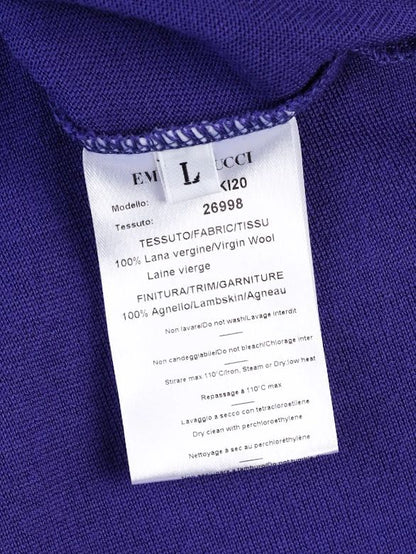 EM UCCI
L
Modello: KI20
Tessuto: 26998
TESSUTO/FABRIC/TISSU
100% Lana vergine/Virgin Wool
Laine vierge
FINITURA/TRIM/GARNITURE
100% Agnello/Lambskin/Agneau
Non lavare/Do not wash/Lavage interdit
Non candeggiabile/Do not bleach/Chlorage inter
Stirare max 110°C/Iron, Steam or Dry: low heat
Repassage à 110°C max
Lavaggio a secco con tetracloroetilene
Dry clean with perchloroethylene
Nettoyage à sec au perchloréthylène